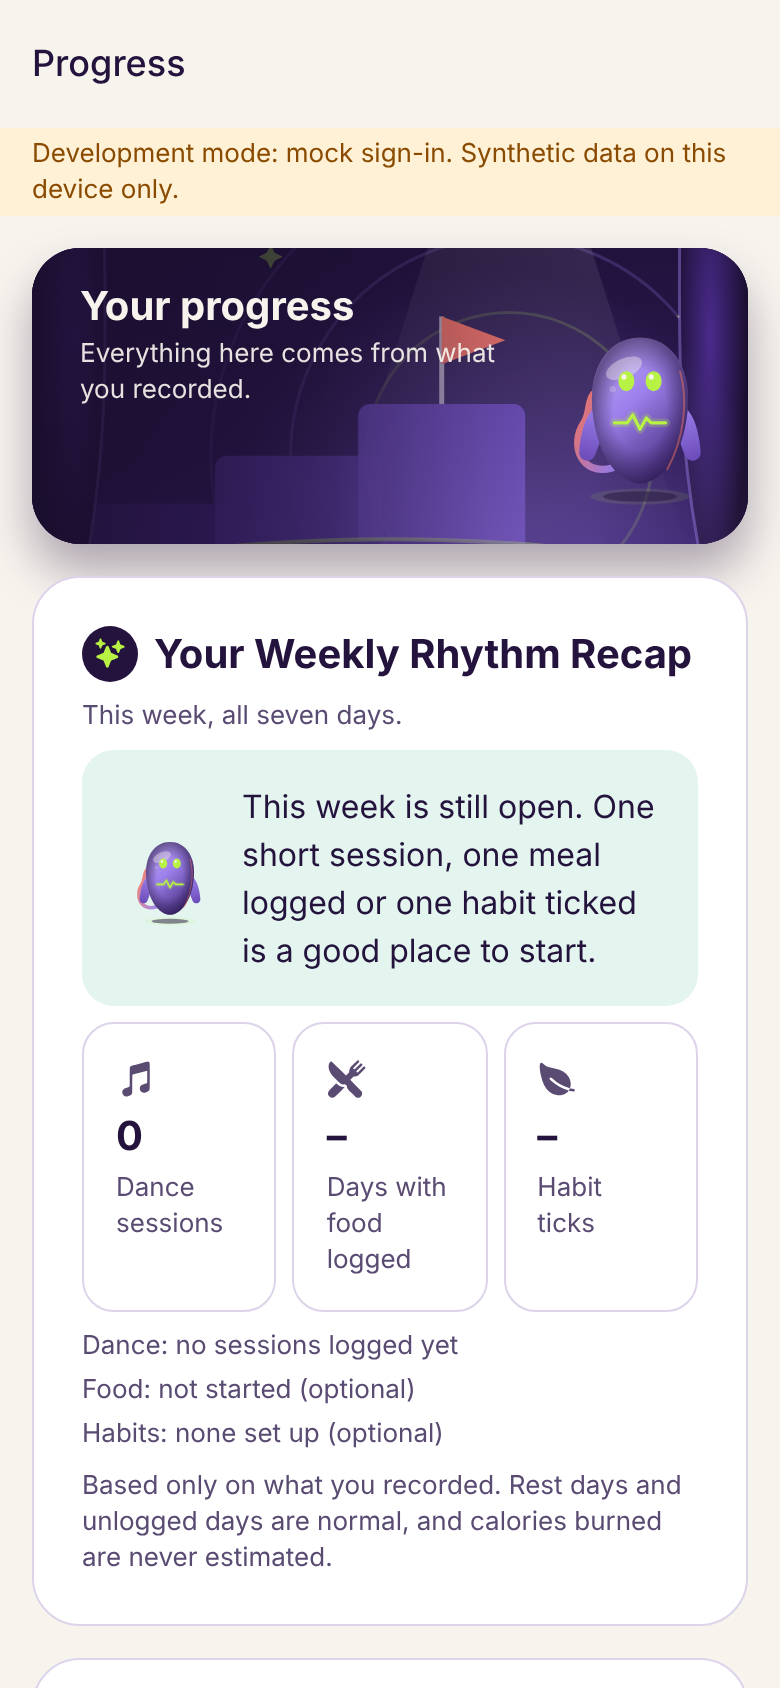 Progress
Development mode: mock sign-in. Synthetic data on this
device only.
Your progress
Everything here comes from what
you recorded.
Your Weekly Rhythm Recap
This week, all seven days.
This week is still open. One
short session, one meal
logged or one habit ticked
is a good place to start.
0
Dance
sessions
–
Days with
food
logged
–
Habit
ticks
Dance: no sessions logged yet
Food: not started (optional)
Habits: none set up (optional)
Based only on what you recorded. Rest days and
unlogged days are normal, and calories burned
are never estimated.